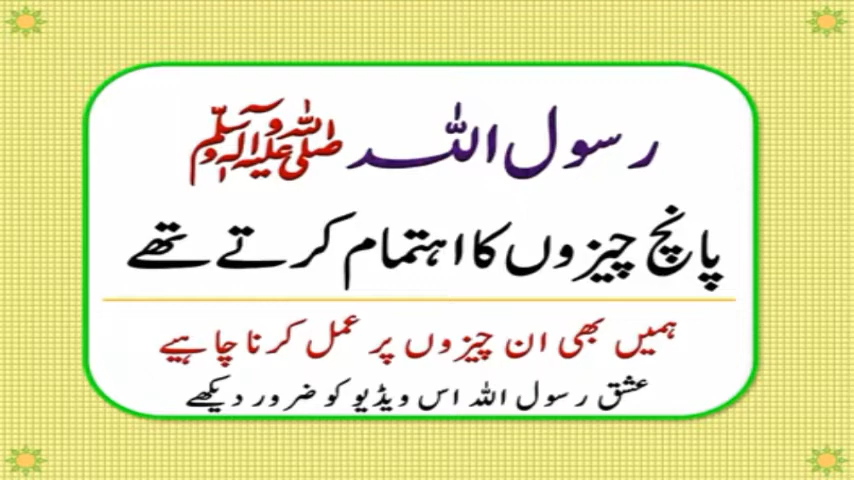 رسول اللہ صلی اللہ علیہ وآلہ وسلم
پانچ چیزوں کا اہتمام کرتے تھے
ہمیں بھی ان چیزوں پر عمل کرنا چاہیے
عشق رسول اللہ اس ویڈیو کو ضرور دیکھے